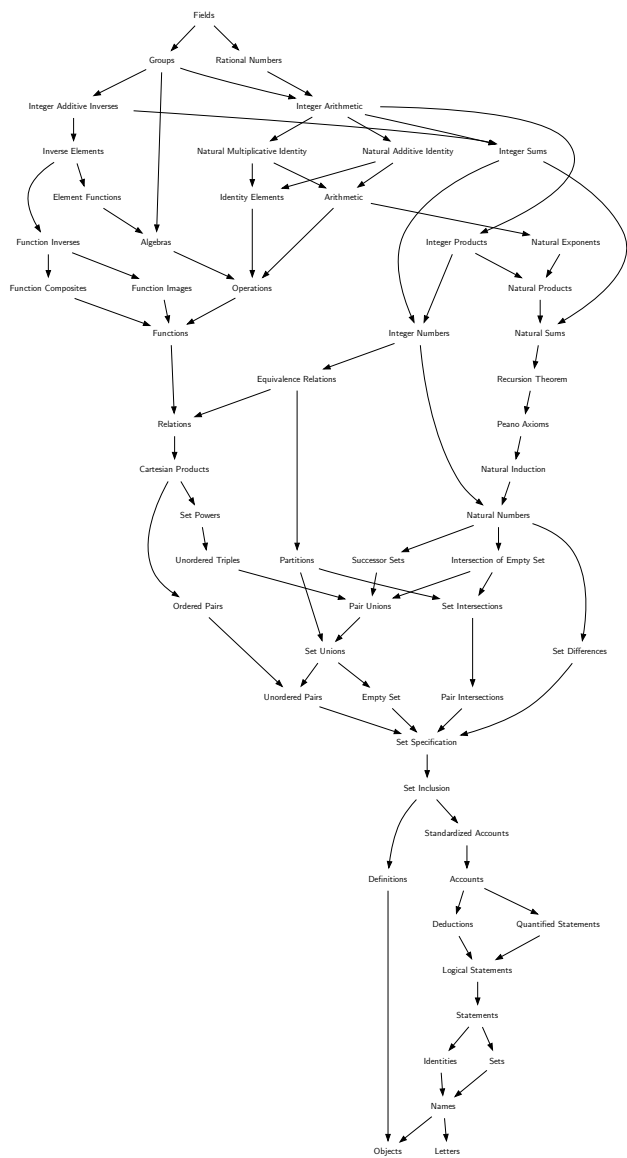 Fields
Groups
Rational Numbers
Integer Additive Inverses
Integer Arithmetic
Inverse Elements
Natural Multiplicative Identity
Natural Additive Identity
Integer Sums
Element Functions
Identity Elements
Arithmetic
Function Inverses
Algebras
Integer Products
Natural Exponents
Function Composites
Function Images
Operations
Natural Products
Functions
Integer Numbers
Natural Sums
Equivalence Relations
Recursion Theorem
Relations
Peano Axioms
Cartesian Products
Natural Induction
Set Powers
Natural Numbers
Unordered Triples
Partitions
Successor Sets
Intersection of Empty Set
Ordered Pairs
Pair Unions
Set Intersections
Set Unions
Set Differences
Unordered Pairs
Empty Set
Pair Intersections
Set Specification
Set Inclusion
Standardized Accounts
Definitions
Accounts
Deductions
Quantified Statements
Logical Statements
Statements
Identities
Sets
Names
Objects
Letters